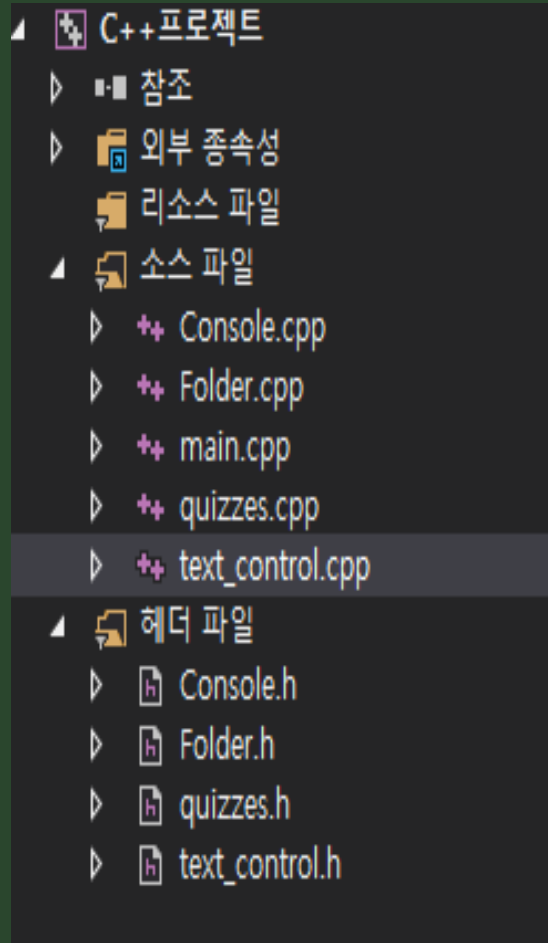 C++프로젝트
참조
외부 종속성
리소스 파일
소스 파일
Console.cpp
Folder.cpp
main.cpp
quizzes.cpp
text_control.cpp
헤더 파일
Console.h
Folder.h
quizzes.h
text_control.h